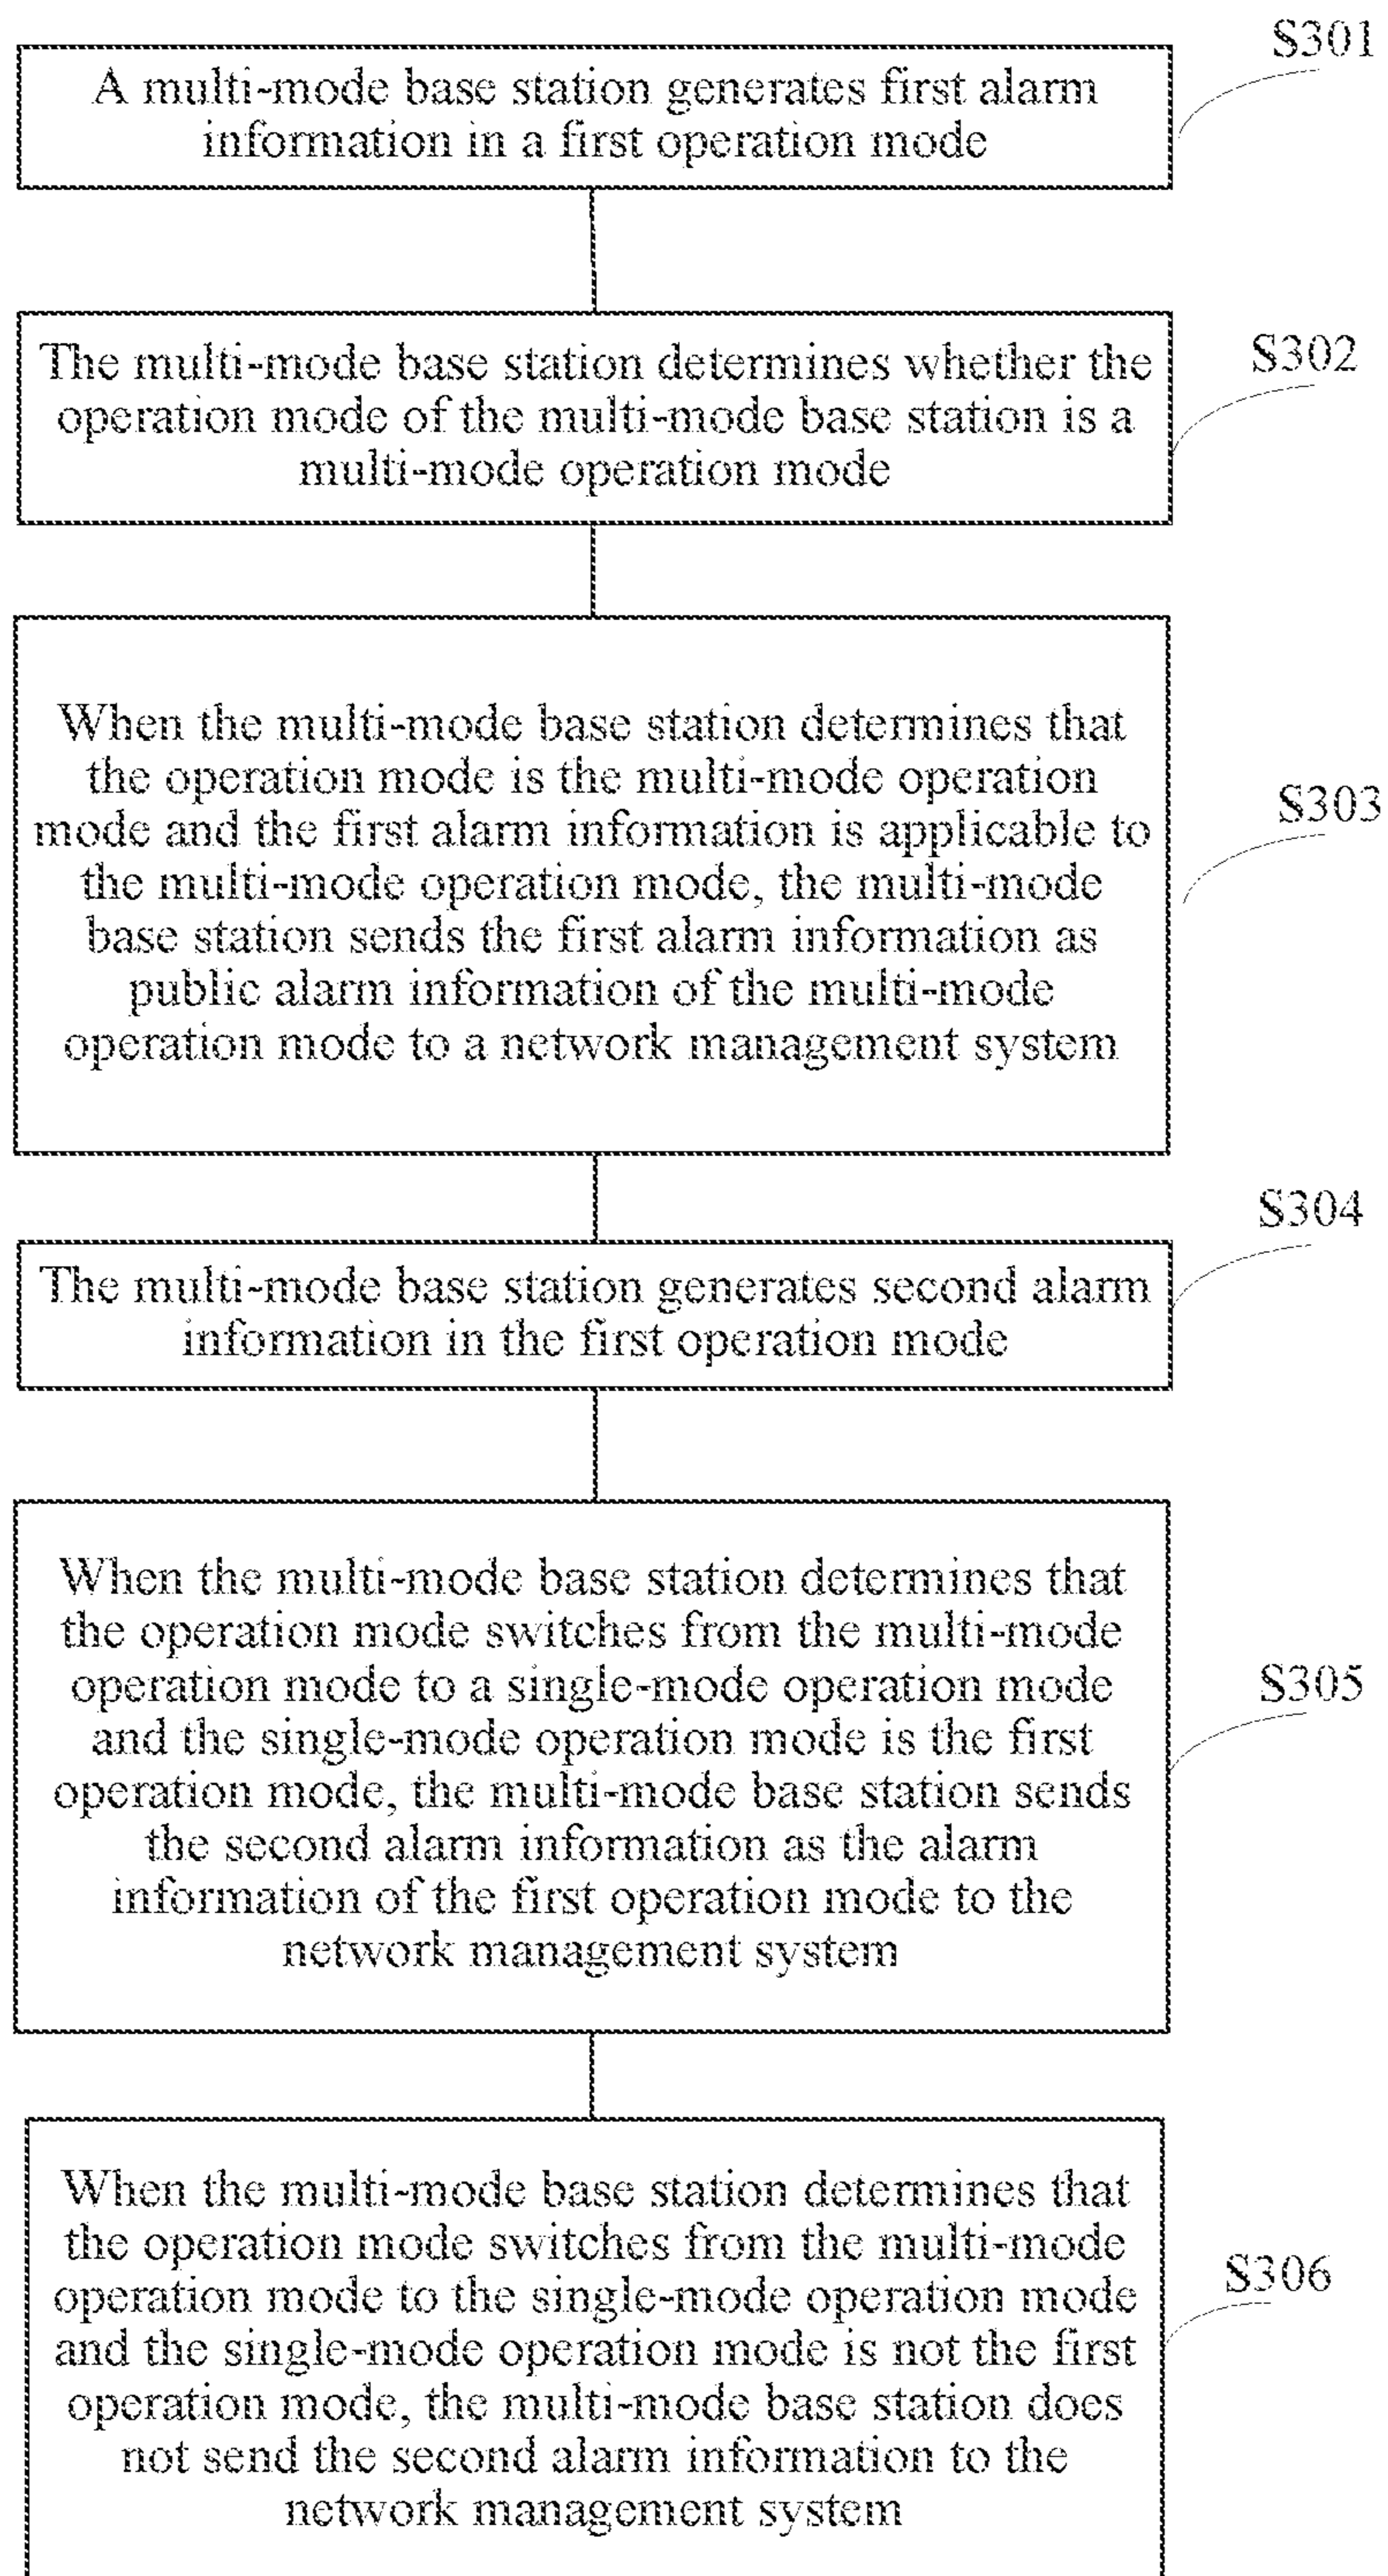 S301
A multi-mode base station generates first alarm
information in a first operation mode
S302
The multi-mode base station determines whether the
operation mode of the multi-mode base station is a
multi-mode operation mode
When the multi-mode base station determines that
the operation mode is the multi-mode operation
S303
mode and the first alarm information is applicable to
the multi-mode operation mode, the multi-mode
base station sends the first alarm information as
public alarm information of the multi-mode
operation mode to a network management system
S304
The multi-mode base station generates second alarm
information in the first operation mode
When the multi-mode base station determines that
the operation mode switches from the multi-mode
operation mode to a single-mode operation mode
S305
and the single-mode operation mode is the first
operation mode, the multi-mode base station sends
the second alarm information as the alarm
information of the first operation mode to the
network management system
When the multi-mode base station determines that
the operation mode switches from the multi-mode
S306
operation mode to the single-mode operation mode
and the single-mode operation mode is not the first
operation mode, the multi-mode base station does
not send the second alarm information to the
network management system